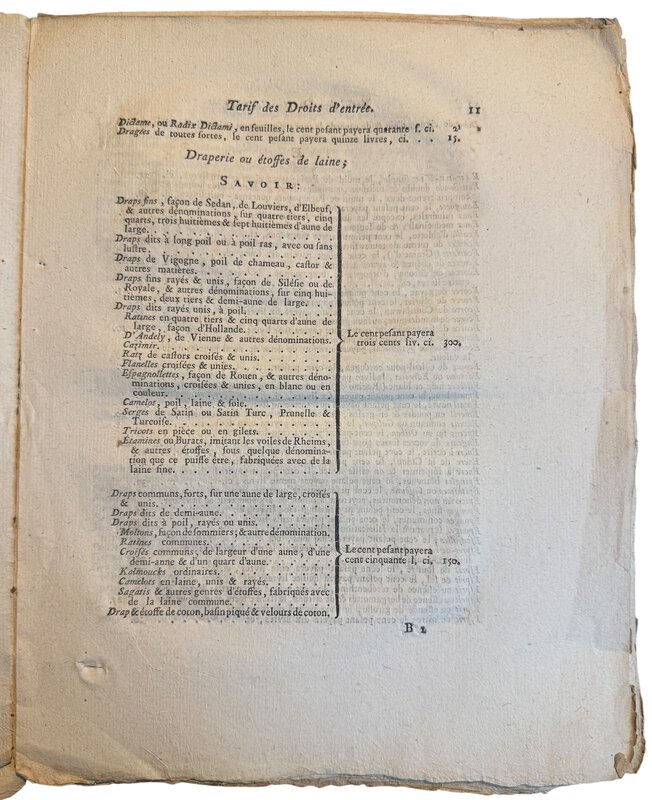 Tarif des Droits d'entrée. 11
Dictame, ou Radix Dictami, en feuilles, le cent pesant payera quarante ſ. ci. 2l
Dragées de toutes ſortes, le cent peſant payera quinze livres, ci. . . 15.
Draperie ou étoffes de laine;
SAVOIR:
Draps fins, façon de Sedan, de Louviers, d'Elbeuf,
& autres dénominations, ſur quatre tiers, cinq
quarts, trois huitièmes & ſept huitièmes d'aune de
large.
Draps dits à long poil ou à poil ras, avec ou ſans
luſtre.
Draps de Vigogne, poil de chameau, caſtor &
autres matières.
Draps fins rayés & unis, façon de Siléſie ou de
Royale, & autres dénominations, ſur cinq hui-
tièmes, deux tiers & demi-aune de large.
Draps dits rayés unis, à poil.
Ratines en quatre tiers & cinq quarts d'aune de
large, façon d'Hollande.
D'Andely, de Vienne & autres dénominations.
Cazimir.
Ratz de caſtors croiſés & unis.
Flanelles croiſées & unies.
Eſpagnollettes, façon de Rouen, & autres déno-
minations, croiſées & unies, en blanc ou en
couleur.
Camelot, poil, laine & ſoie.
Serges de Satin ou Satin Turc, Prunelle &
Turcoiſe.
Tricots en pièce ou en gilets.
Étamines ou Burats, imitant les voiles de Rheims,
& autres étoffes, ſous quelque dénomina-
tion que ce puiſſe être, fabriquées avec de la
laine fine.
Le cent peſant payera
trois cents liv. ci. 300.
Draps communs, forts, ſur une aune de large, croiſés
& unis.
Draps dits de demi-aune.
Draps dits à poil, rayés ou unis.
Moltons, façon de ſommiers; & autre dénomination.
Ratines communes.
Croiſés communs, de largeur d'une aune, d'une
demi-anne & d'un quart d'aune.
Kalmoucks ordinaires.
Camelots en-laine, unis & rayés.
Sagatis & autres genres d'étoffes, fabriqués avec
de la laine commune.
Drap & étoffe de coton, baſin piqué & velours de coton.
Le cent peſant payera
cent cinquante l. ci. 150.
B 2